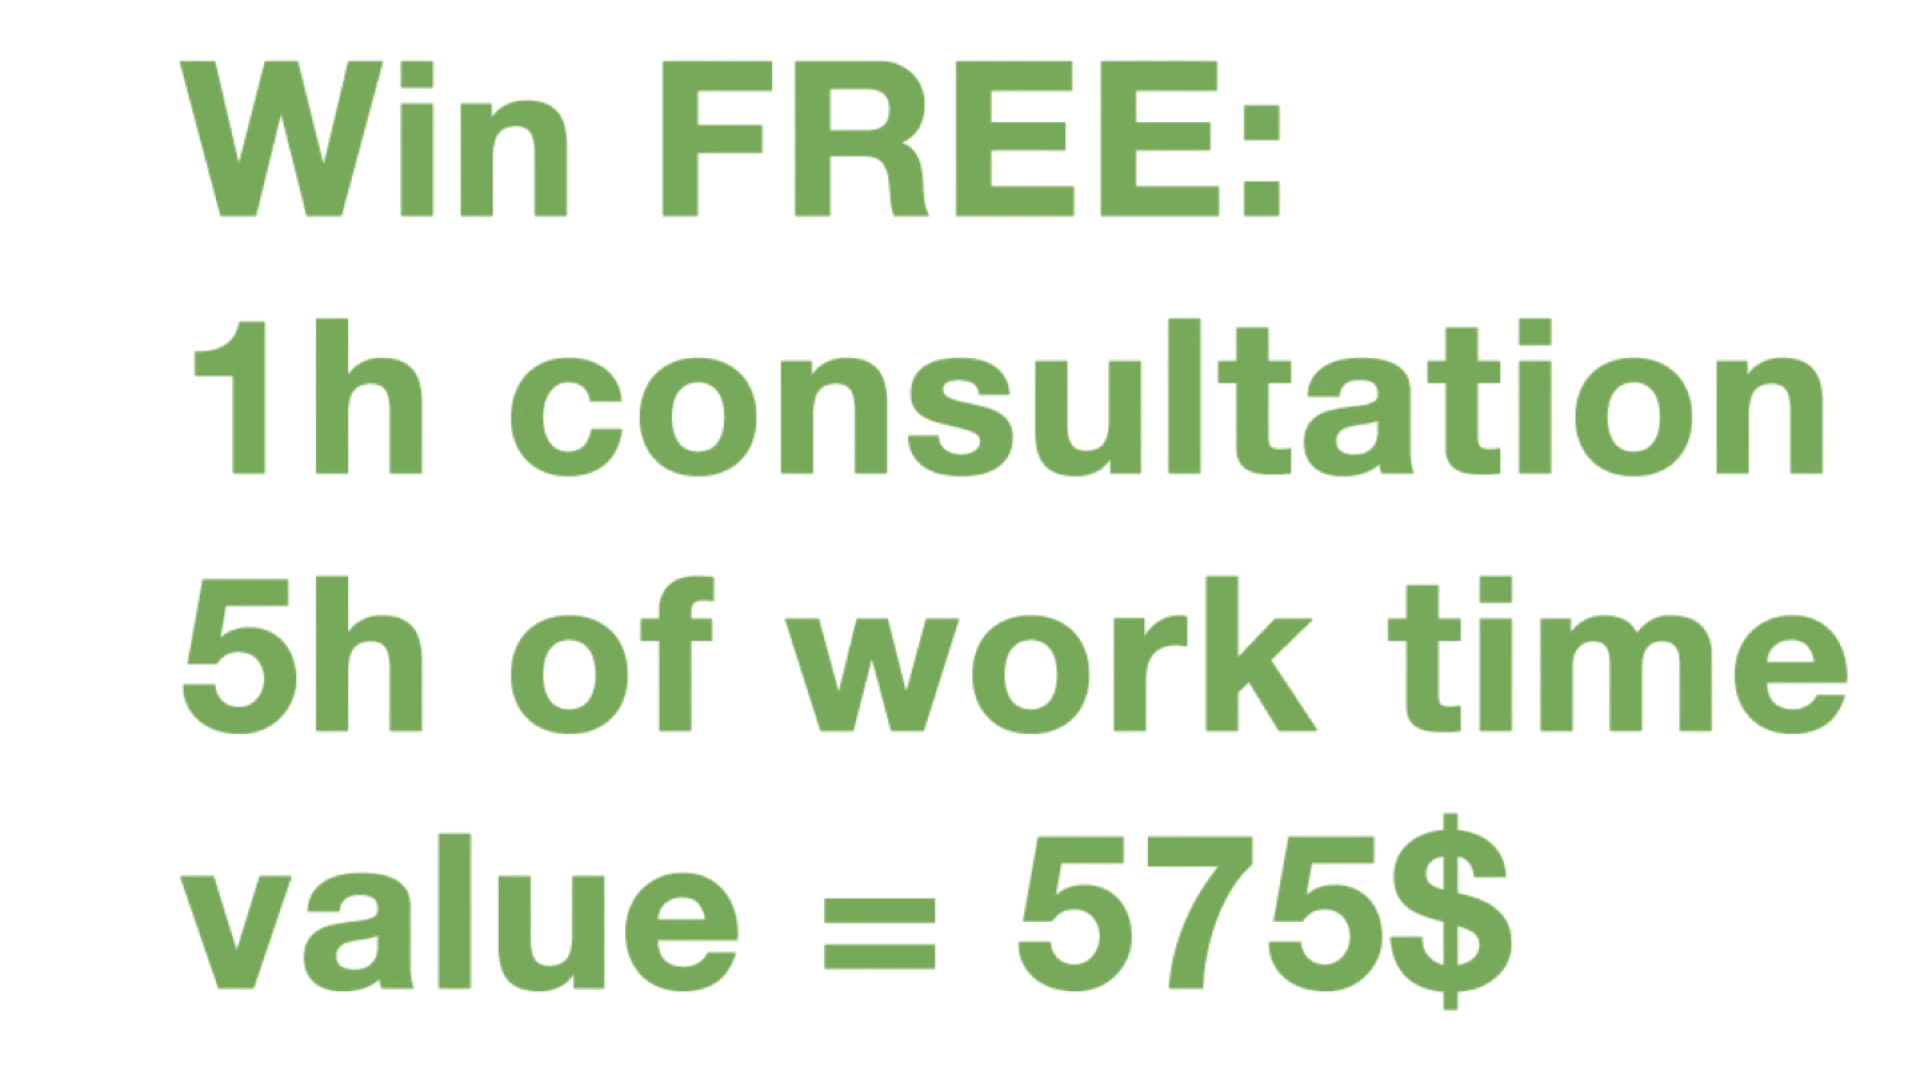 Win FREE:
1h consultation
5h of work time
value = 575$